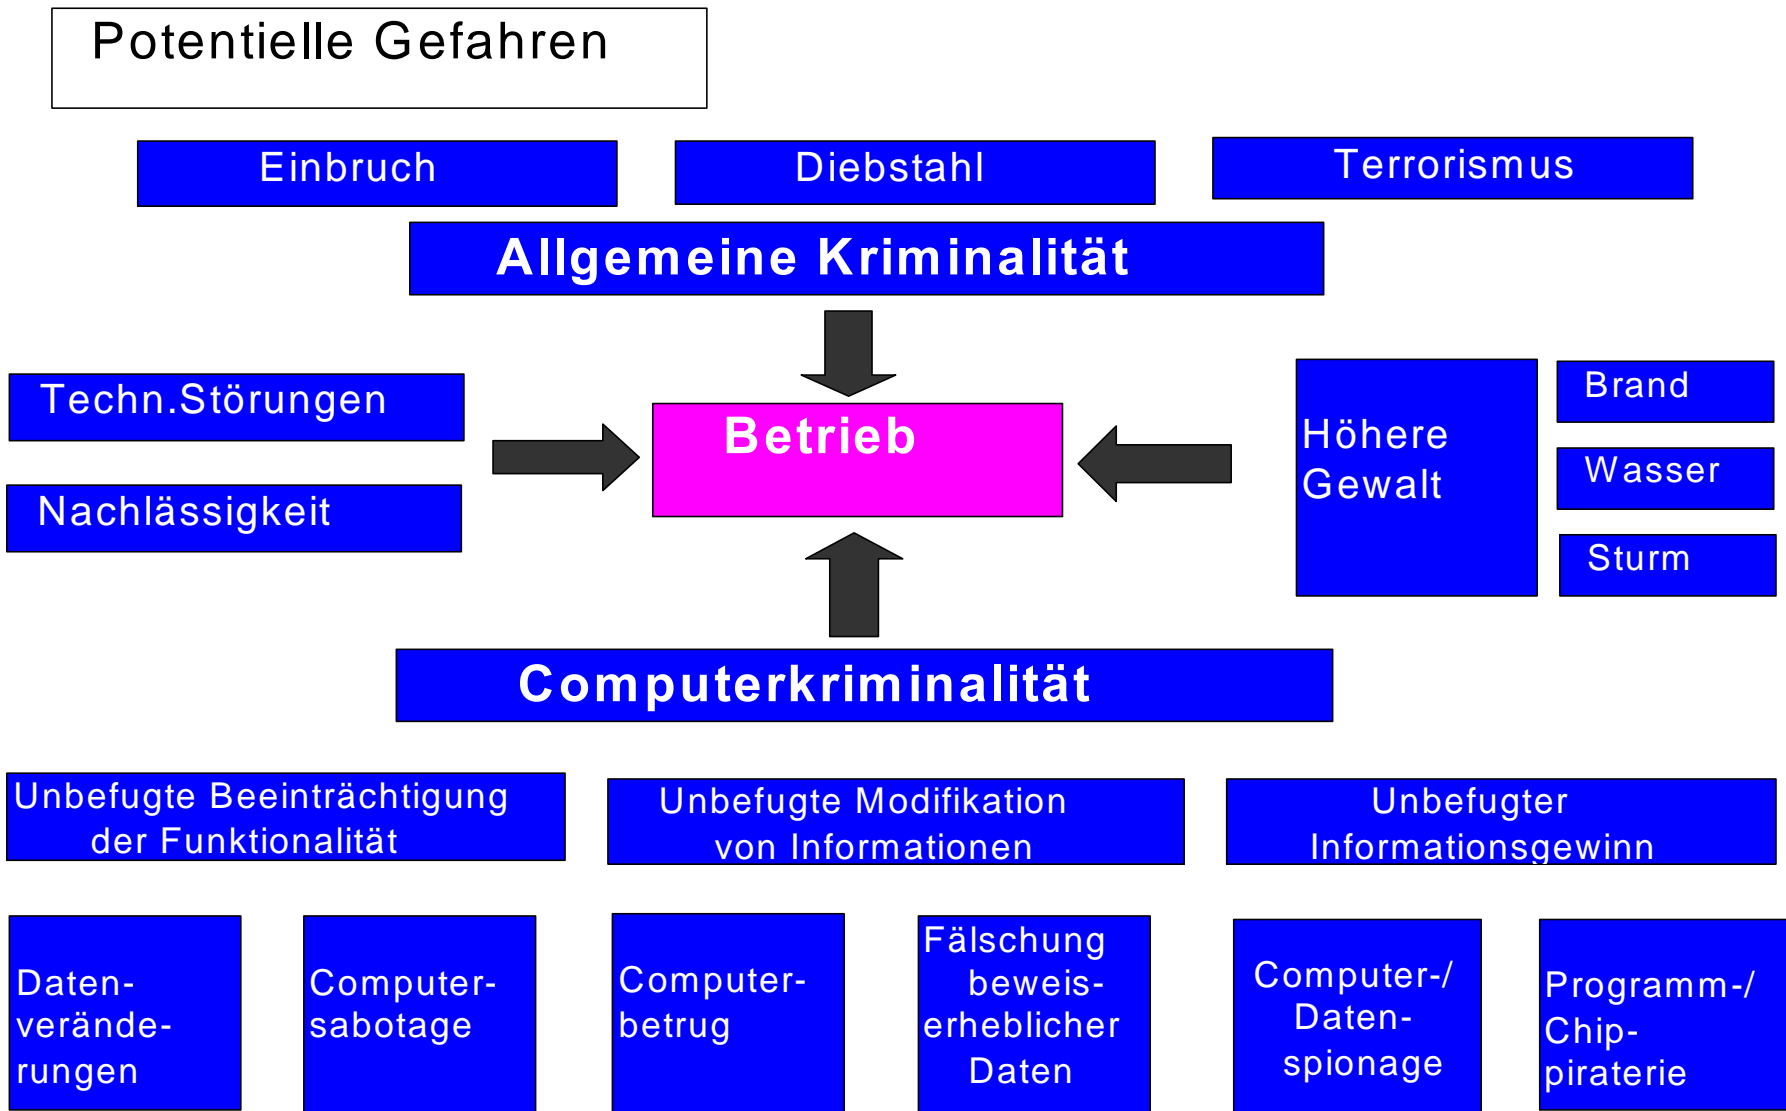 Potentielle Gefahren
Einbruch
Diebstahl
Terrorismus
Allgemeine Kriminalität
Techn.Störungen
Nachlässigkeit
Betrieb
Höhere
Gewalt
Brand
Wasser
Sturm
Computerkriminalität
Unbefugte Beeinträchtigung
der Funktionalität
Unbefugte Modifikation
von Informationen
Unbefugter
Informationsgewinn
Daten-
verände-
rungen
Computer-
sabotage
Computer-
betrug
Fälschung
beweis-
erheblicher
Daten
Computer-/
Daten-
spionage
Programm-/
Chip-
piraterie